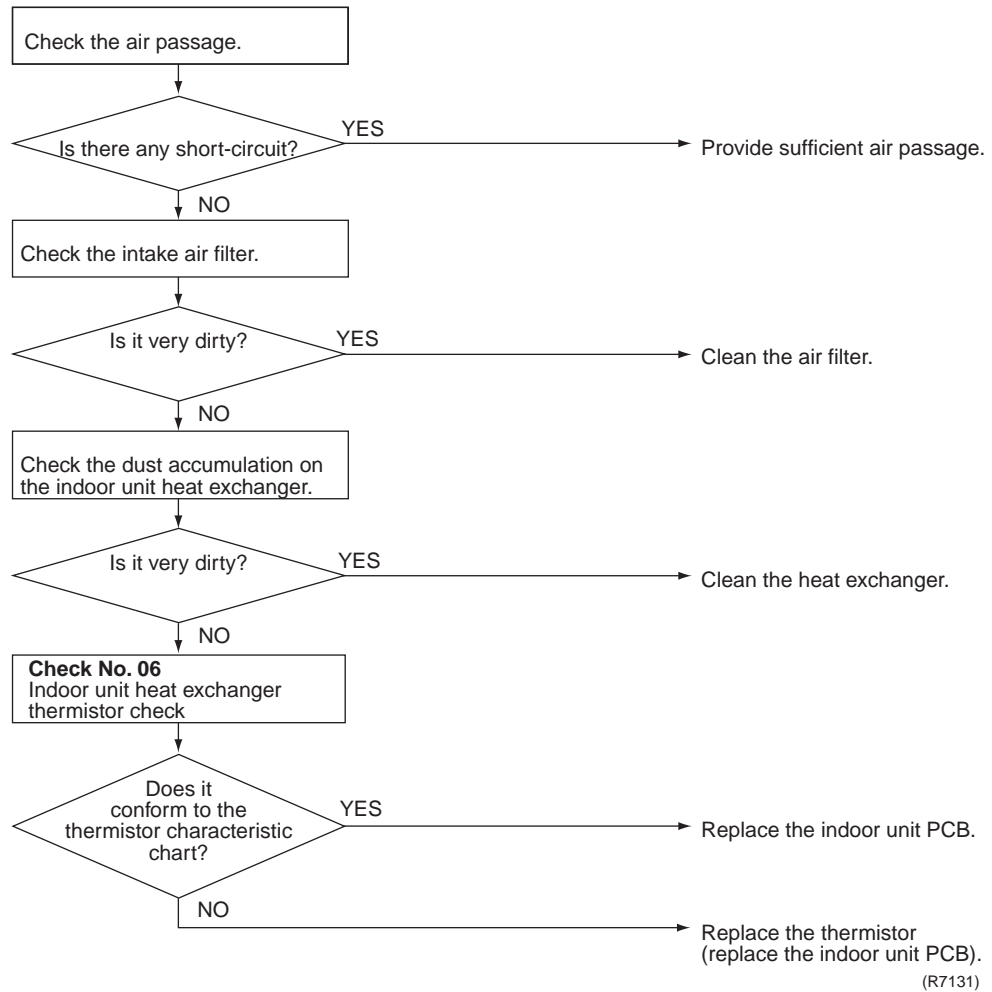 Check the air passage.
Is there any short-circuit?
YES
Provide sufficient air passage.
NO
Check the intake air filter.
Is it very dirty?
YES
Clean the air filter.
NO
Check the dust accumulation on
the indoor unit heat exchanger.
Is it very dirty?
YES
Clean the heat exchanger.
NO
Check No. 06
Indoor unit heat exchanger
thermistor check
Does it
conform to the
thermistor characteristic
chart?
YES
Replace the indoor unit PCB.
NO
Replace the thermistor
(replace the indoor unit PCB).
(R7131)